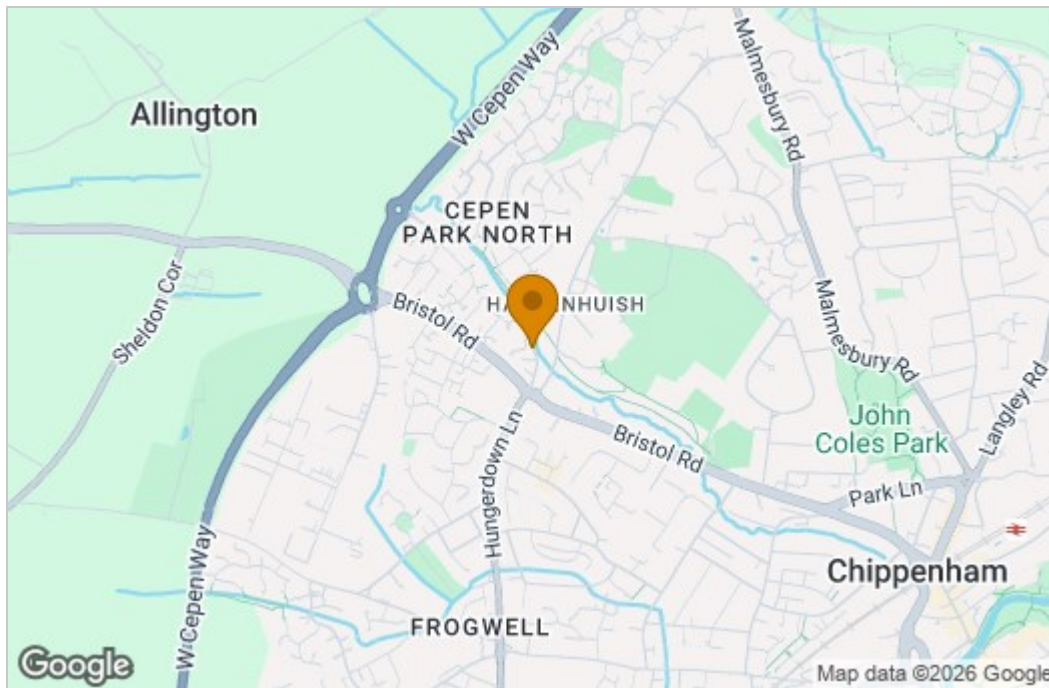 Allington
W Cepen Way
Malmesbury Rd
CEPEN
PARK NORTH
Sheldon Cor
Bristol Rd
Malmesbury Rd
Langley Rd
John
Coles Park
Hungerdown Ln
Bristol Rd
Park Ln
W Cepen Way
Chippenham
FROGWELL
Google
Map data ©2026 Google